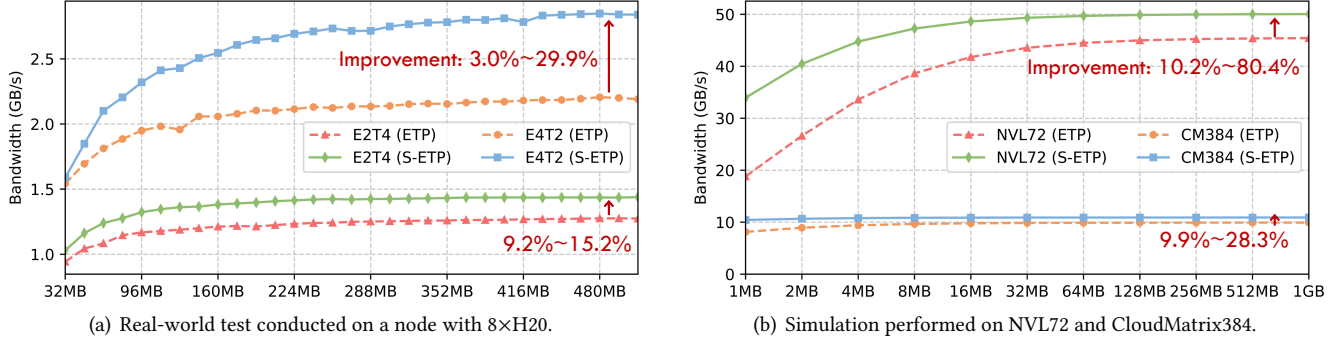 Bandwidth (GB/s)
2.5
2.0
1.5
1.0
Improvement: 3.0%~29.9%
E2T4 (ETP)
E2T4 (S-ETP)
E4T2 (ETP)
E4T2 (S-ETP)
9.2%~15.2%
32MB 96MB 160MB 224MB 288MB 352MB 416MB 480MB
(a) Real-world test conducted on a node with 8×H20.
Bandwidth (GB/s)
50
40
30
20
10
0
Improvement: 10.2%~80.4%
NVL72 (ETP)
NVL72 (S-ETP)
CM384 (ETP)
CM384 (S-ETP)
9.9%~28.3%
1MB 2MB 4MB 8MB 16MB 32MB 64MB 128MB 256MB 512MB 1GB
(b) Simulation performed on NVL72 and CloudMatrix384.